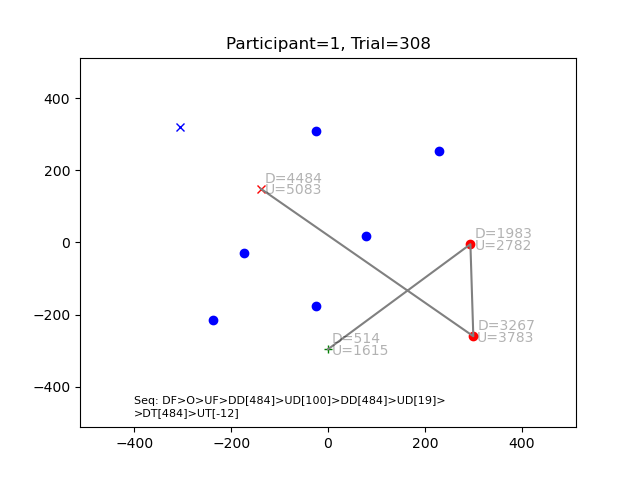 Participant=1, Trial=308
400
200
0
−200
−400
−400
−200
0
200
400
D=4484
U=5083
D=1983
U=2782
D=3267
U=3783
D=514
U=1615
Seq: DF>O>UF>DD[484]>UD[100]>DD[484]>UD[19]>
>DT[484]>UT[-12]